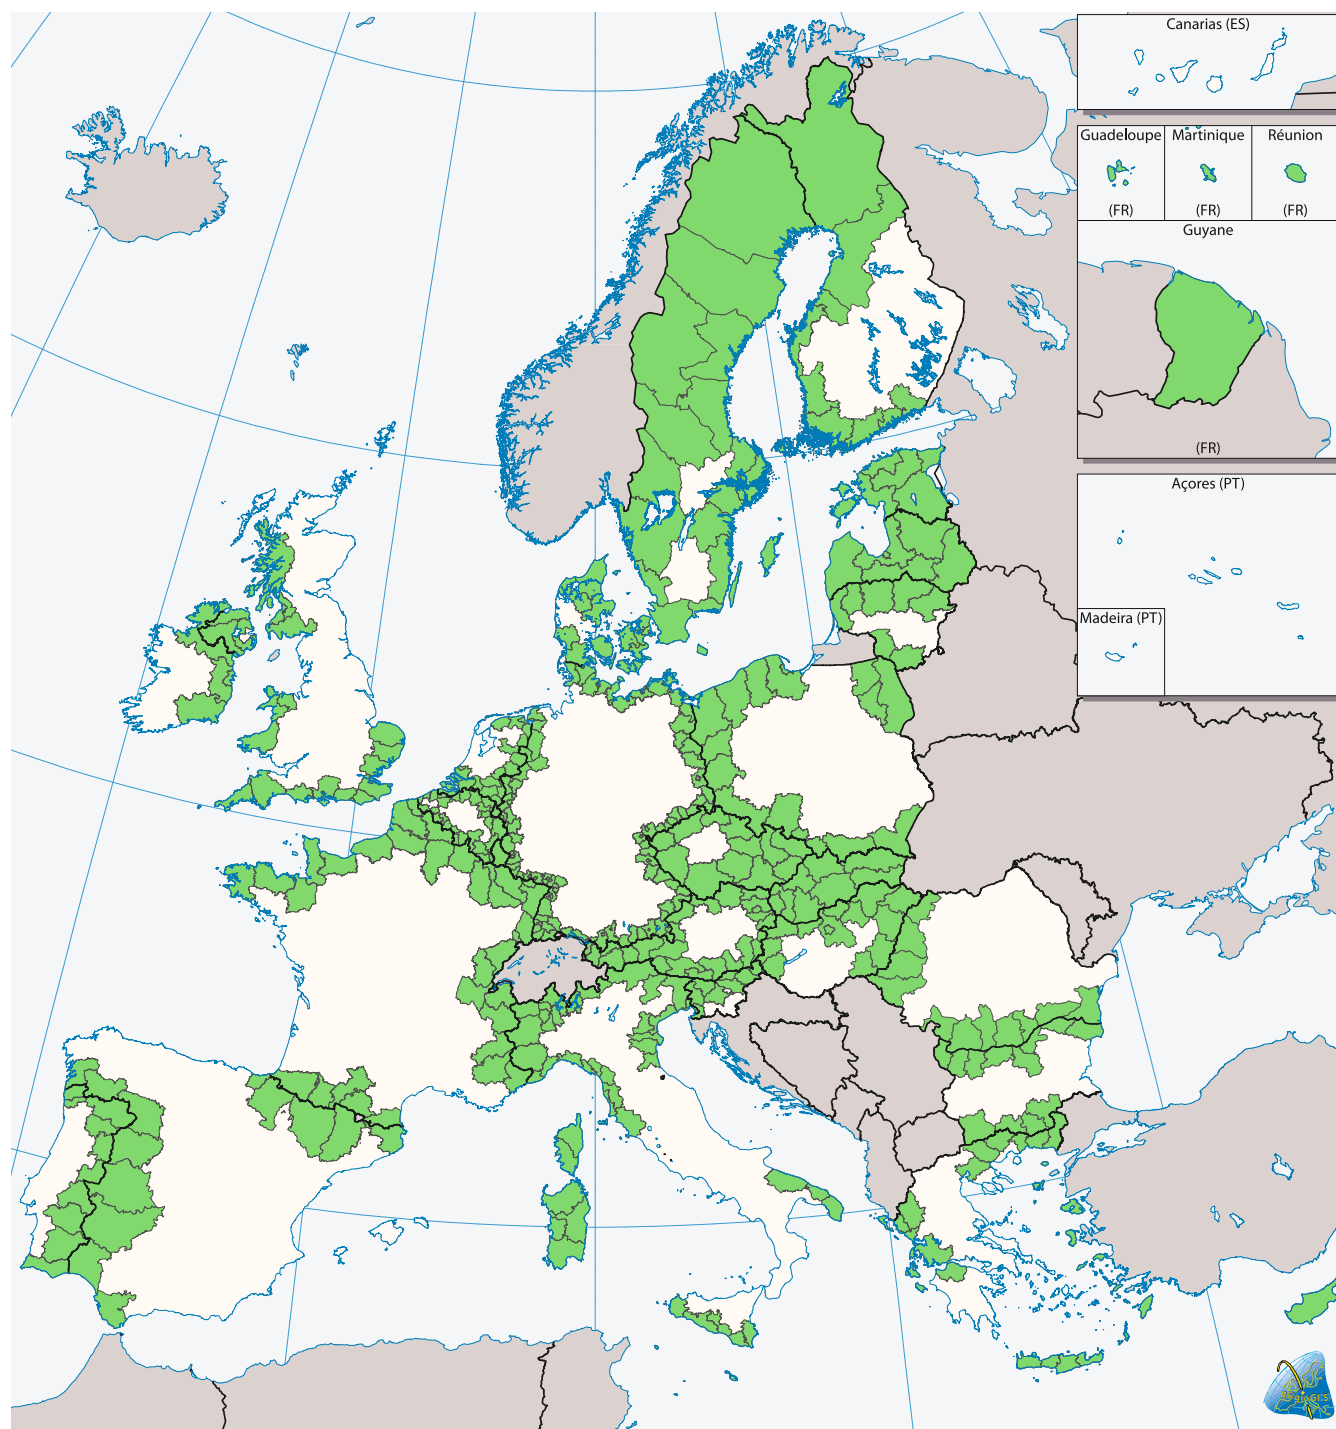 Canarias (ES)
Guadeloupe
Martinique
Réunion
(FR)
(FR)
(FR)
Guyane
(FR)
Açores (PT)
Madeira (PT)